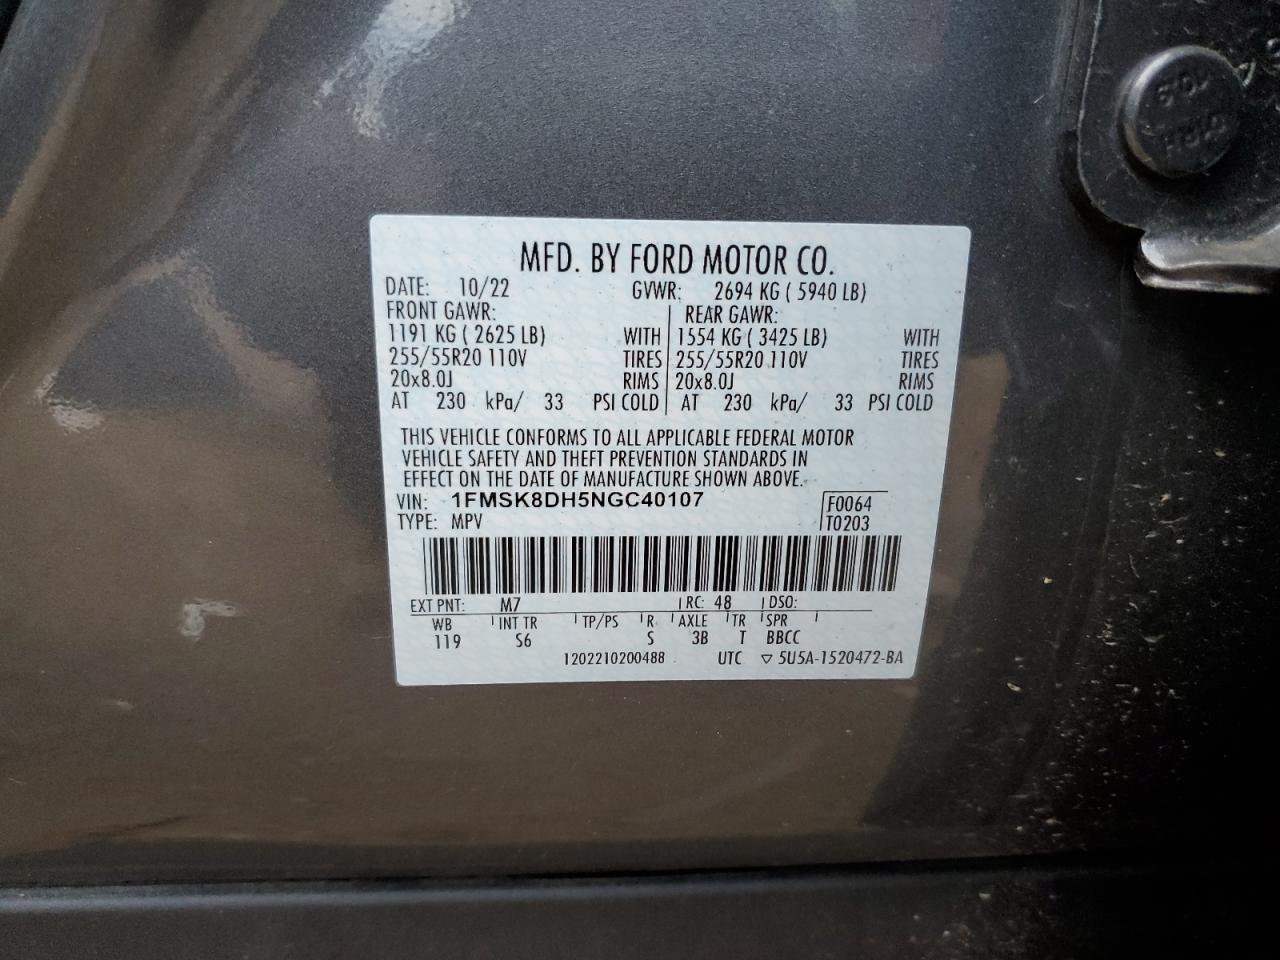 MFD. BY FORD MOTOR CO.
DATE: 10/22 GVWR: 2694 KG ( 5940 LB)
FRONT GAWR: REAR GAWR:
1191 KG ( 2625 LB) WITH 1554 KG ( 3425 LB) WITH
255/55R20 110V TIRES 255/55R20 110V TIRES
20x8.0J RIMS 20x8.0J RIMS
AT 230 kPa/ 33 PSI COLD AT 230 kPa/ 33 PSI COLD
THIS VEHICLE CONFORMS TO ALL APPLICABLE FEDERAL MOTOR
VEHICLE SAFETY AND THEFT PREVENTION STANDARDS IN
EFFECT ON THE DATE OF MANUFACTURE SHOWN ABOVE.
VIN: 1FMSK8DH5NGC40107 F0064
TYPE: MPV T0203
EXT PNT: M7 RC: 48 DSO:
WB INT TR TP/PS R AXLE TR SPR
119 S6 S 3B T BBCC
1202210200488 UTC ▽ 5U5A-1520472-BA
10.9